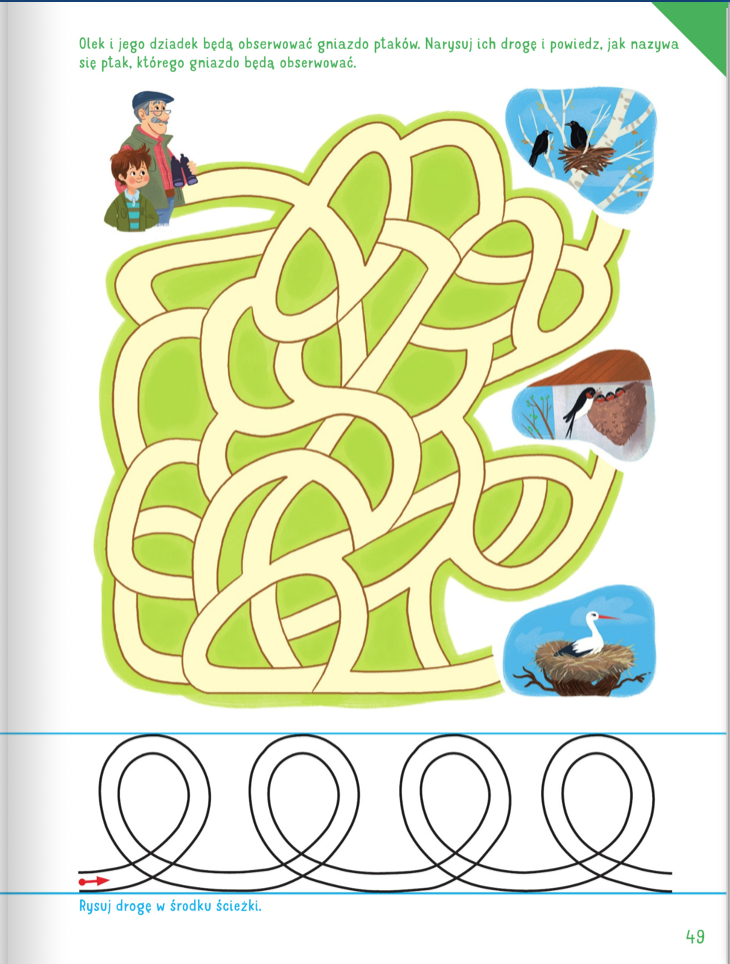 Olek i jego dziadek będą obserwować gniazdo ptaków. Narysuj ich drogę i powiedz, jak nazywa
się ptak, którego gniazdo będą obserwować.
Rysuj drogę w środku ścieżki.
49